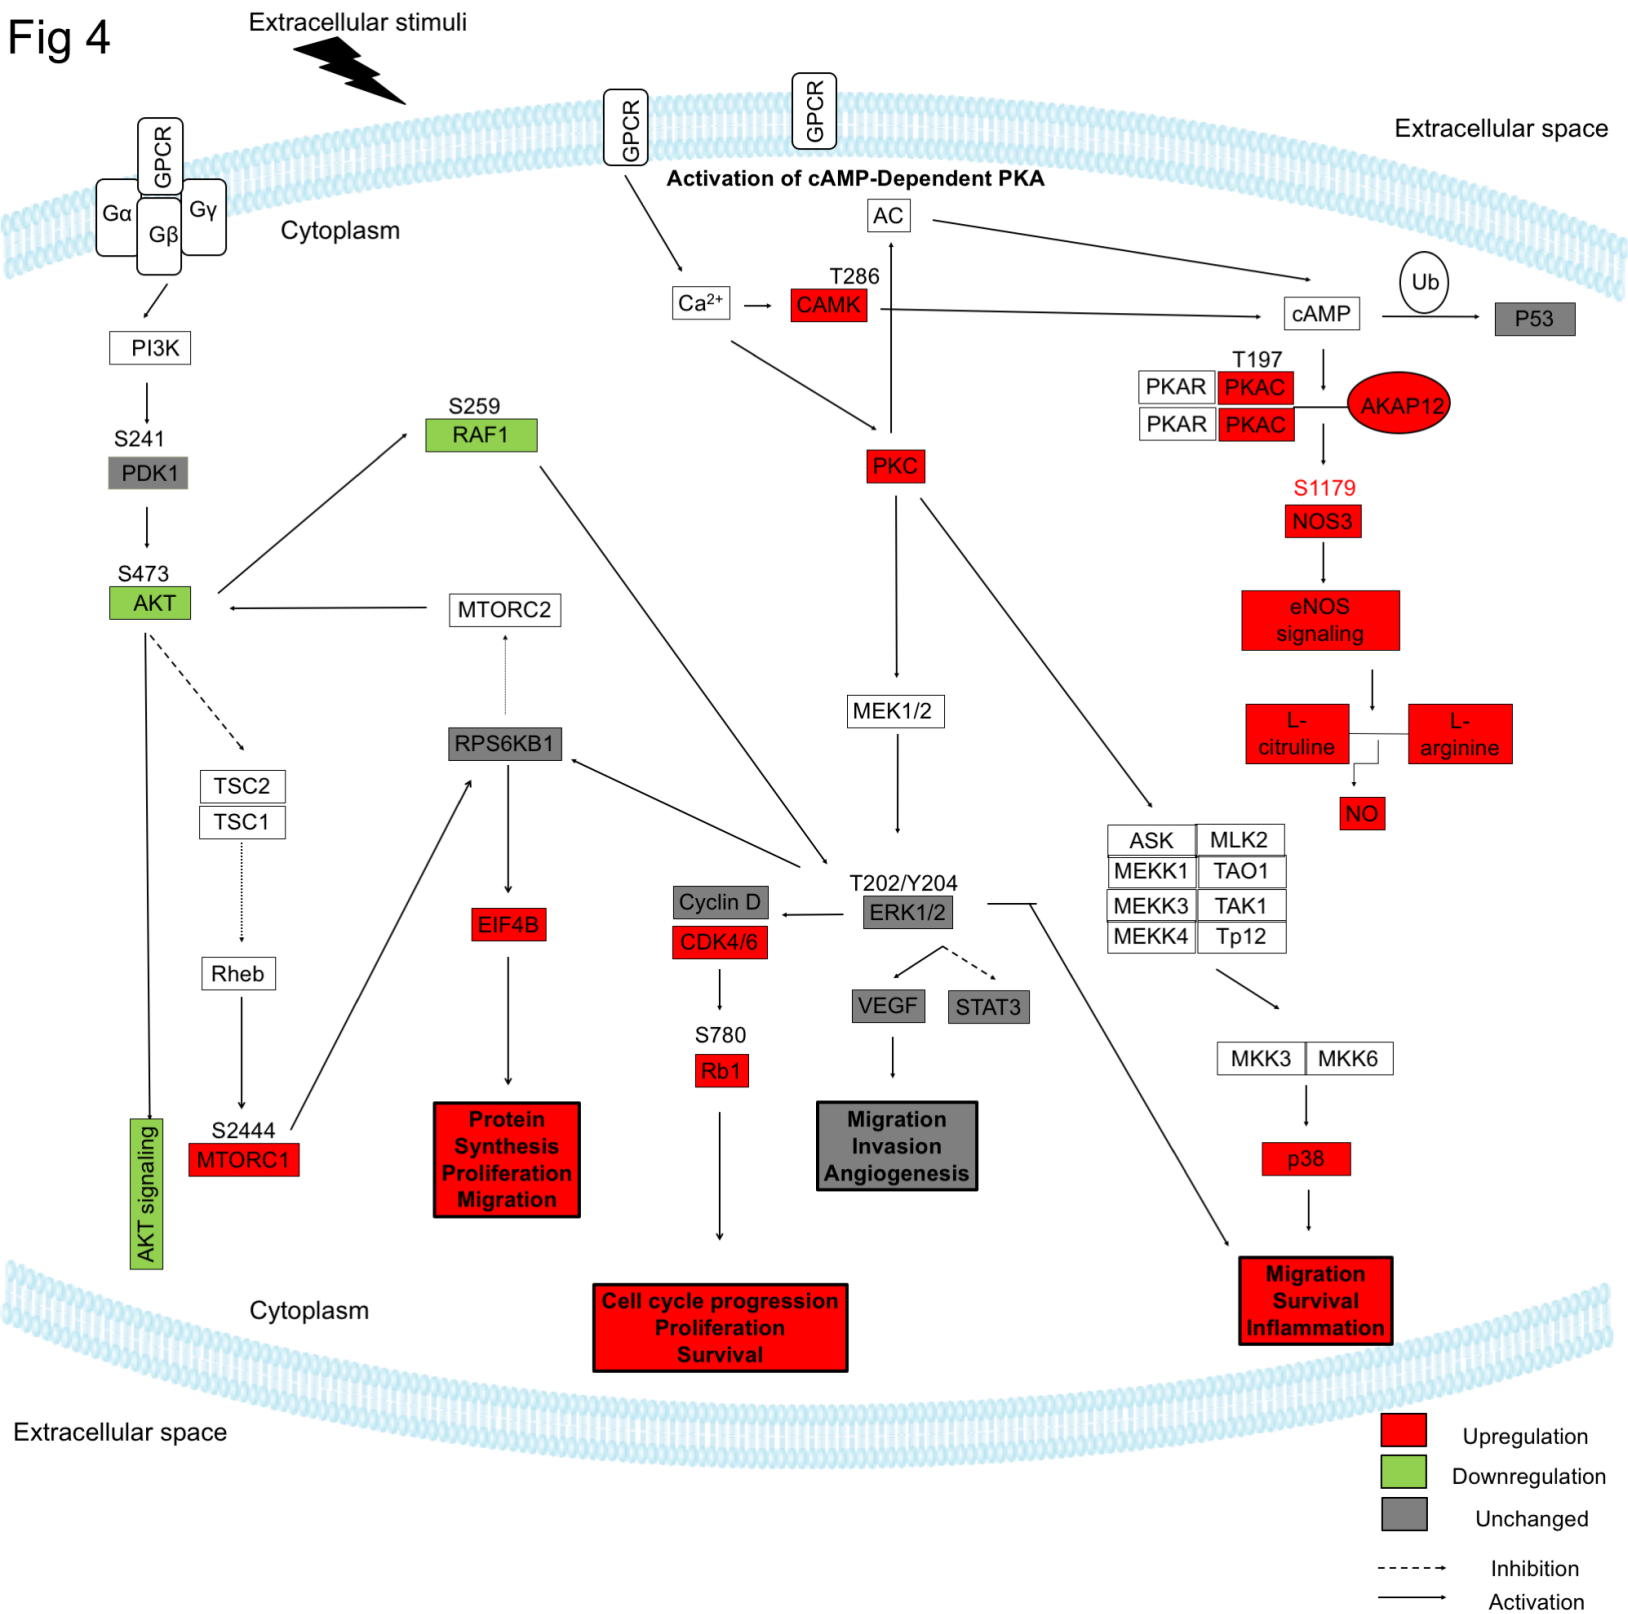 Fig 4
Extracellular stimuli
GPCR
GPCR
GPCR
Extracellular space
Gα
Gβ
Gγ
Cytoplasm
Activation of cAMP-Dependent PKA
AC
T286
Ca²⁺
CAMK
cAMP
Ub
P53
PI3K
T197
PKAR
PKAC
PKAR
PKAC
AKAP12
S259
RAF1
S241
PDK1
PKC
S1179
NOS3
S473
AKT
MTORC2
eNOS
signaling
MEK1/2
RPS6KB1
L-
citruline
L-
arginine
TSC2
TSC1
NO
ASK
MLK2
MEKK1
TAO1
MEKK3
TAK1
MEKK4
Tp12
T202/Y204
ERK1/2
Cyclin D
CDK4/6
EIF4B
Rheb
VEGF
STAT3
S780
Rb1
MKK3
MKK6
S2444
MTORC1
AKT signaling
Protein
Synthesis
Proliferation
Migration
Migration
Invasion
Angiogenesis
p38
Cell cycle progression
Proliferation
Survival
Migration
Survival
Inflammation
Cytoplasm
Extracellular space
Upregulation
Downregulation
Unchanged
Inhibition
Activation